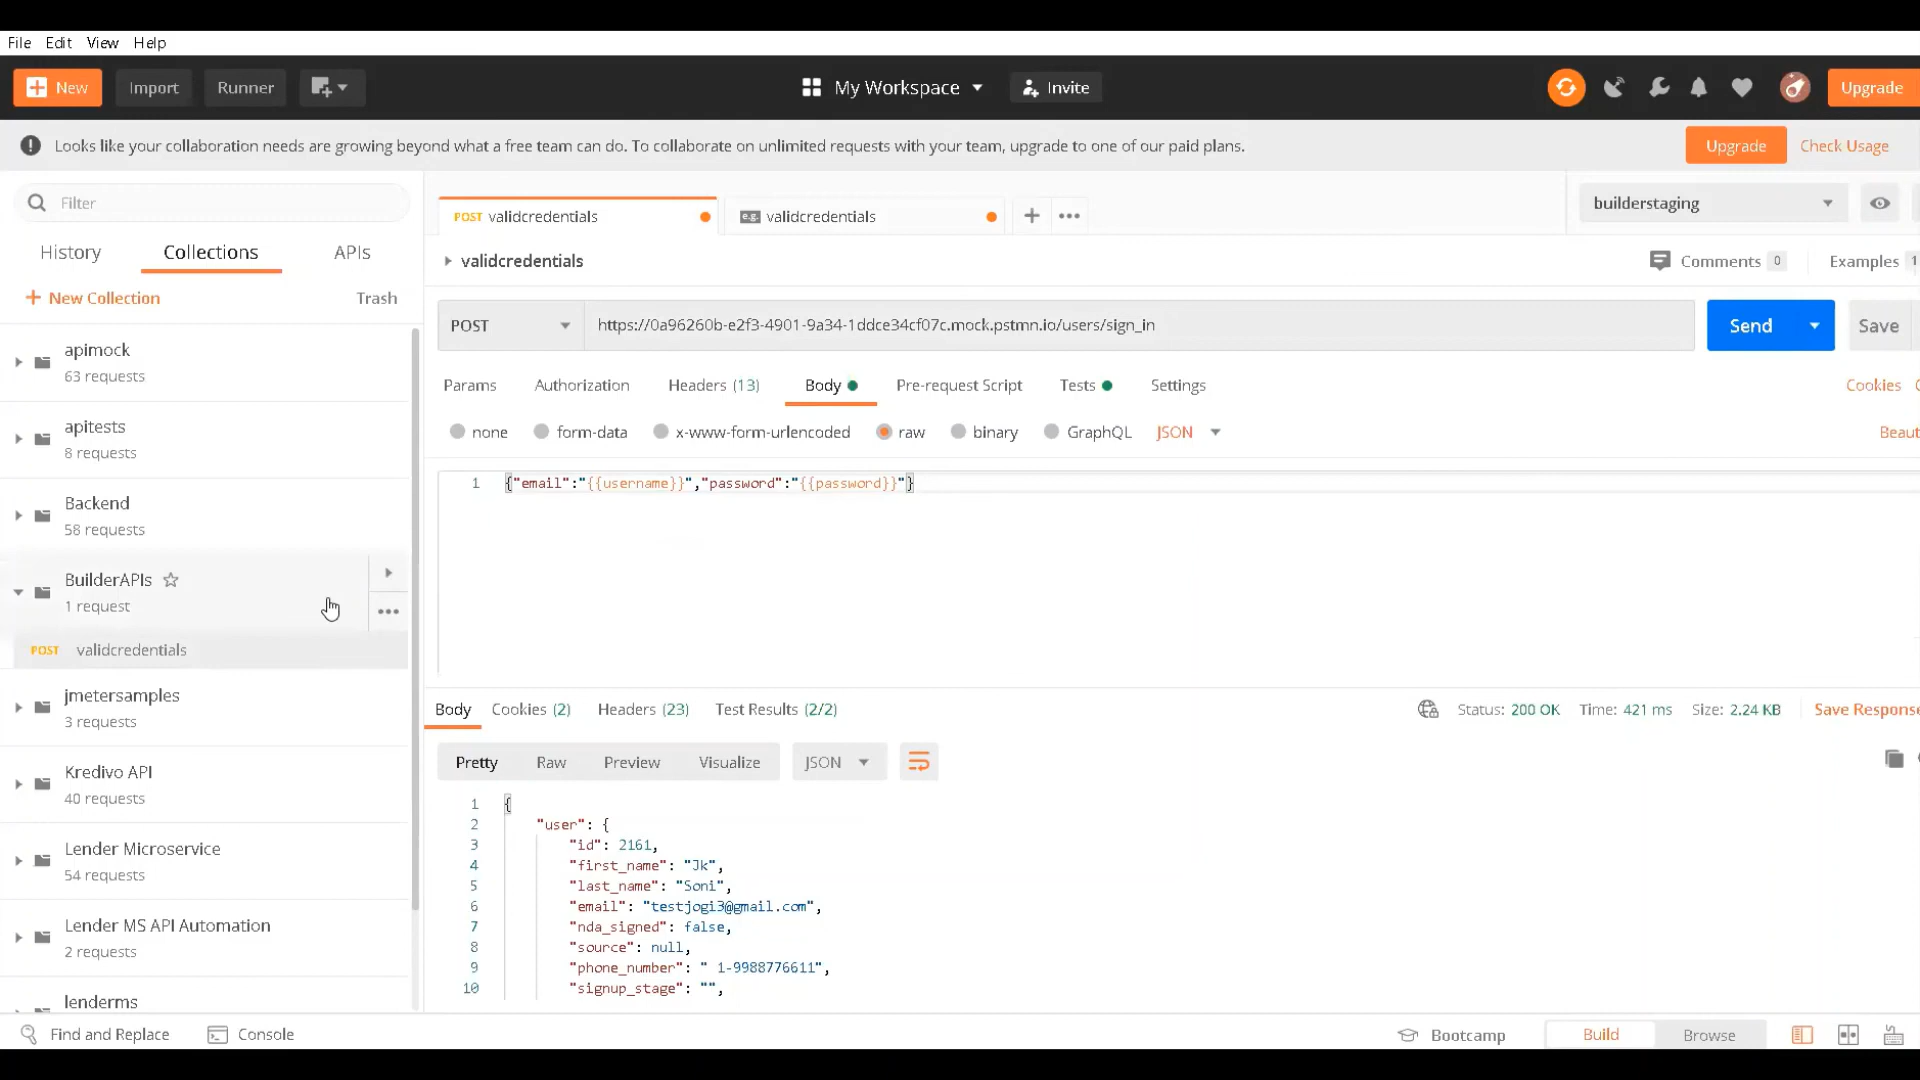 File Edit View Help
New Import Runner My Workspace Invite Upgrade
Looks like your collaboration needs are growing beyond what a free team can do. To collaborate on unlimited requests with your team, upgrade to one of our paid plans. Upgrade Check Usage
Filter
History Collections APIs
+ New Collection Trash
apimock
63 requests
apitests
8 requests
Backend
58 requests
BuilderAPIs
1 request
POST validcredentials
jmetersamples
3 requests
Kredivo API
40 requests
Lender Microservice
54 requests
Lender MS API Automation
2 requests
lenderms
POST validcredentials e.g. validcredentials + ••• builderstaging
validcredentials Comments 0 Examples 1
POST https://0a96260b-e2f3-4901-9a34-1ddce34cf07c.mock.pstmn.io/users/sign_in Send Save
Params Authorization Headers (13) Body Pre-request Script Tests Settings Cookies
none form-data x-www-form-urlencoded raw binary GraphQL JSON Beaut
1 {"email":"{{username}}","password":"{{password}}"}
Body Cookies (2) Headers (23) Test Results (2/2) Status: 200 OK Time: 421 ms Size: 2.24 KB Save Response
Pretty Raw Preview Visualize JSON
1 {
2 "user": {
3 "id": 2161,
4 "first_name": "Jk",
5 "last_name": "Soni",
6 "email": "testjogi3@gmail.com",
7 "nda_signed": false,
8 "source": null,
9 "phone_number": " 1-9988776611",
10 "signup_stage": "",
Find and Replace Console Bootcamp Build Browse